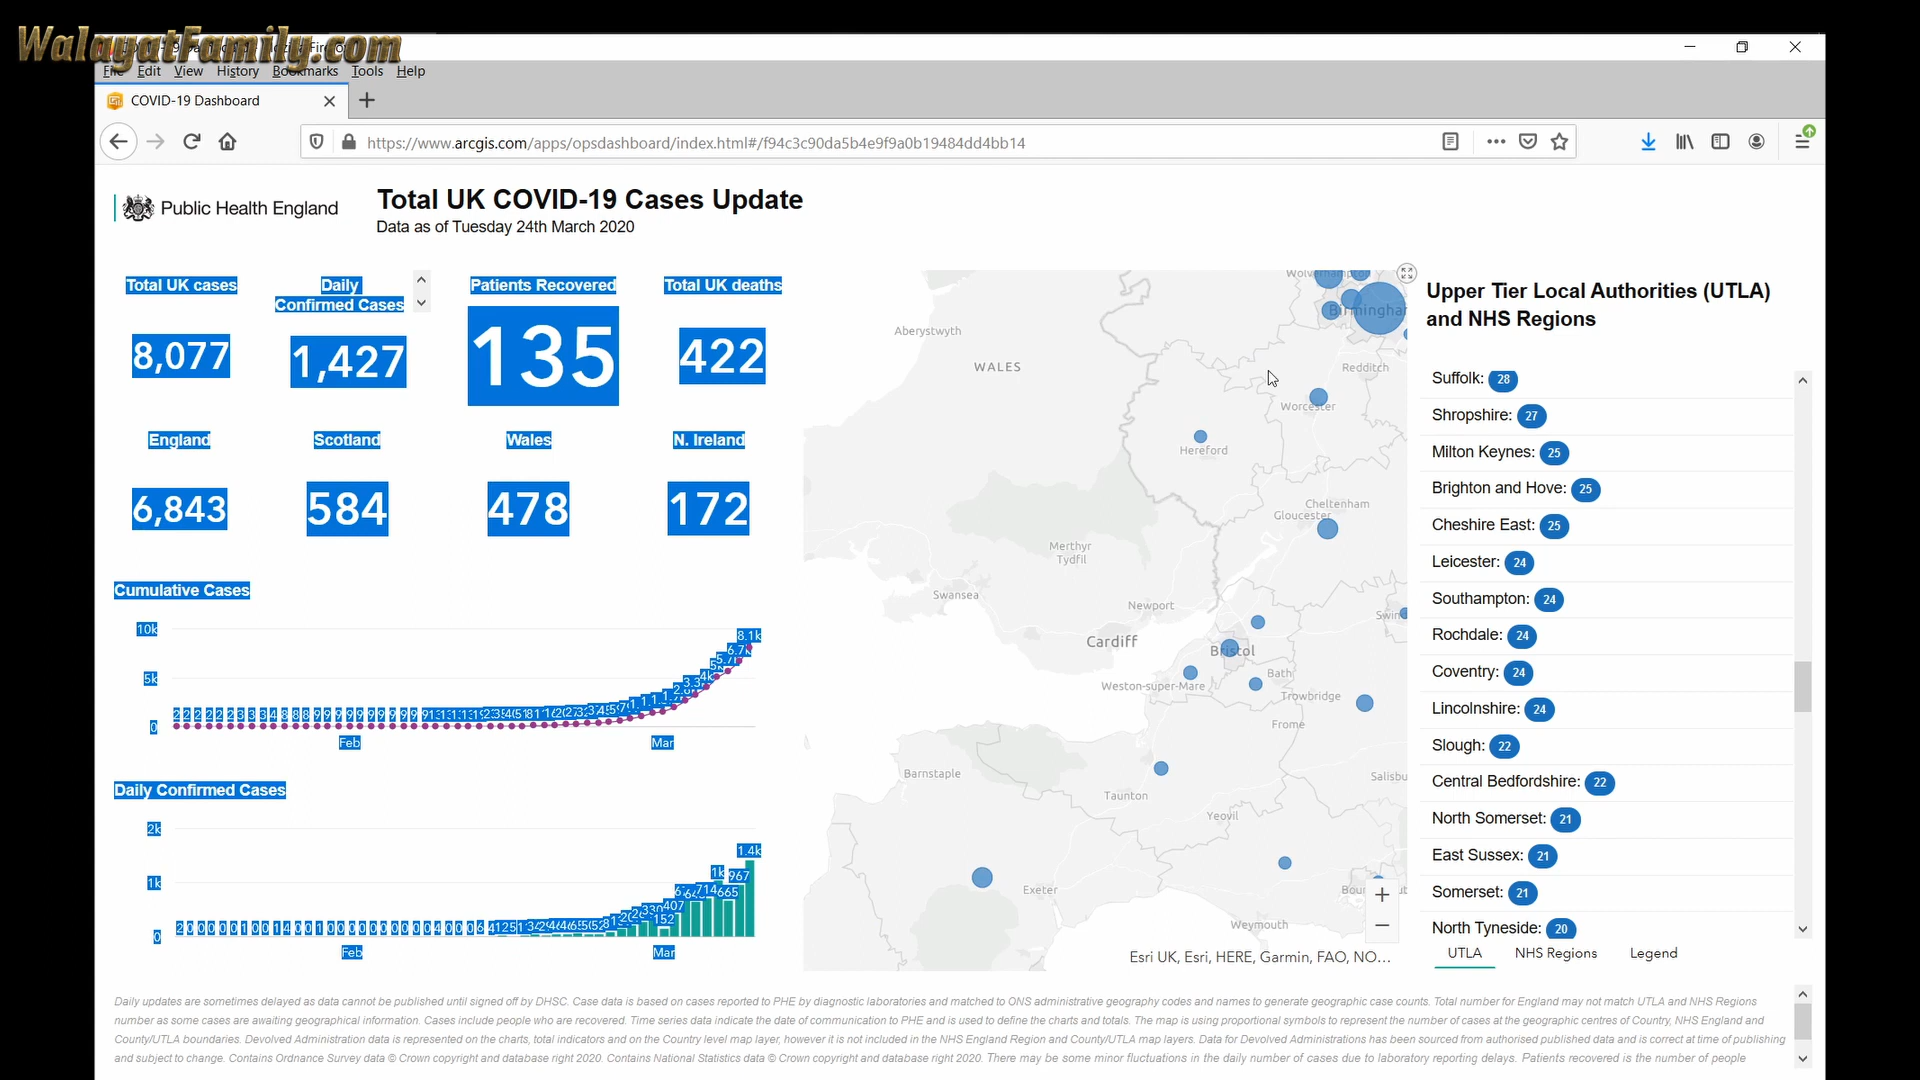 WalayatFamily.com
File Edit View History Bookmarks Tools Help
COVID-19 Dashboard
https://www.arcgis.com/apps/opsdashboard/index.html#/f94c3c90da5b4e9f9a0b19484dd4bb14
Public Health England
Total UK COVID-19 Cases Update
Data as of Tuesday 24th March 2020
Total UK cases
8,077
Daily
Confirmed Cases
1,427
Patients Recovered
135
Total UK deaths
422
England
6,843
Scotland
584
Wales
478
N. Ireland
172
Cumulative Cases
10k
5k
0
8.1k
Feb Mar
Daily Confirmed Cases
2k
1k
0
407
152
714
1k
665
967
1.4k
Feb Mar
Aberystwyth
WALES
Redditch
Worcester
Hereford
Cheltenham
Gloucester
Merthyr
Tydfil
Swansea
Newport
Cardiff
Bristol
Bath
Weston-super-Mare
Trowbridge
Frome
Barnstaple
Taunton
Yeovil
Exeter
Weymouth
Esri UK, Esri, HERE, Garmin, FAO, NO...
Upper Tier Local Authorities (UTLA)
and NHS Regions
Suffolk: 28
Shropshire: 27
Milton Keynes: 25
Brighton and Hove: 25
Cheshire East: 25
Leicester: 24
Southampton: 24
Rochdale: 24
Coventry: 24
Lincolnshire: 24
Slough: 22
Central Bedfordshire: 22
North Somerset: 21
East Sussex: 21
Somerset: 21
North Tyneside: 20
UTLA NHS Regions Legend
Daily updates are sometimes delayed as data cannot be published until signed off by DHSC. Case data is based on cases reported to PHE by diagnostic laboratories and matched to ONS administrative geography codes and names to generate geographic case counts. Total number for England may not match UTLA and NHS Regions
number as some cases are awaiting geographical information. Cases include people who are recovered. Time series data indicate the date of communication to PHE and is used to define the charts and totals. The map is using proportional symbols to represent the number of cases at the geographic centres of Country, NHS England and
County/UTLA boundaries. Devolved Administration data is represented on the charts, total indicators and on the Country level map layer, however it is not included in the NHS England Region and County/UTLA map layers. Data for Devolved Administrations has been sourced from authorised published data and is correct at time of publishing
and subject to change. Contains Ordnance Survey data © Crown copyright and database right 2020. Contains National Statistics data © Crown copyright and database right 2020. There may be some minor fluctuations in the daily number of cases due to laboratory reporting delays. Patients recovered is the number of people